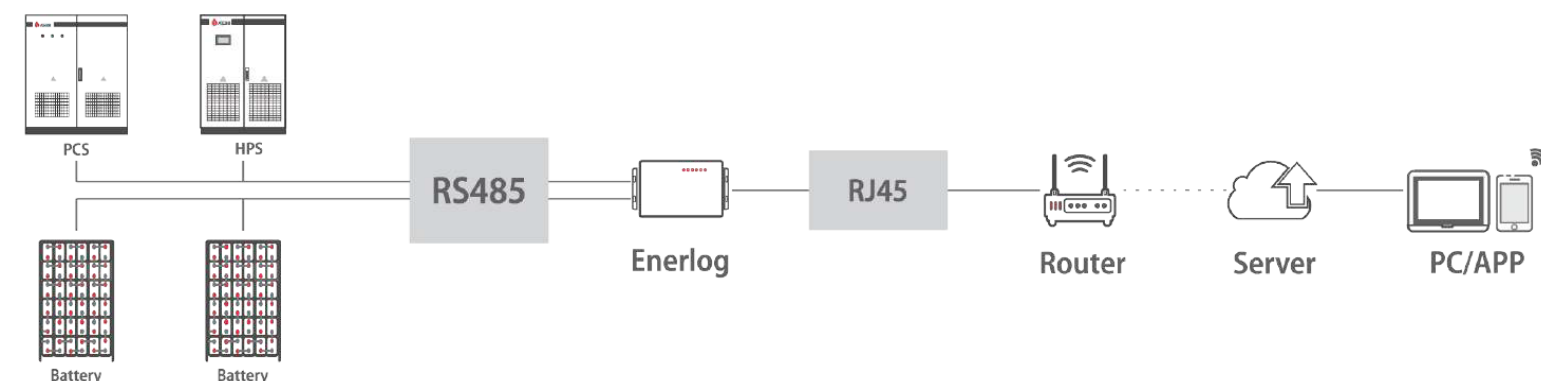 PCS
HPS
RS485
RJ45
Enerlog
Router
Server
PC/APP
Battery
Battery